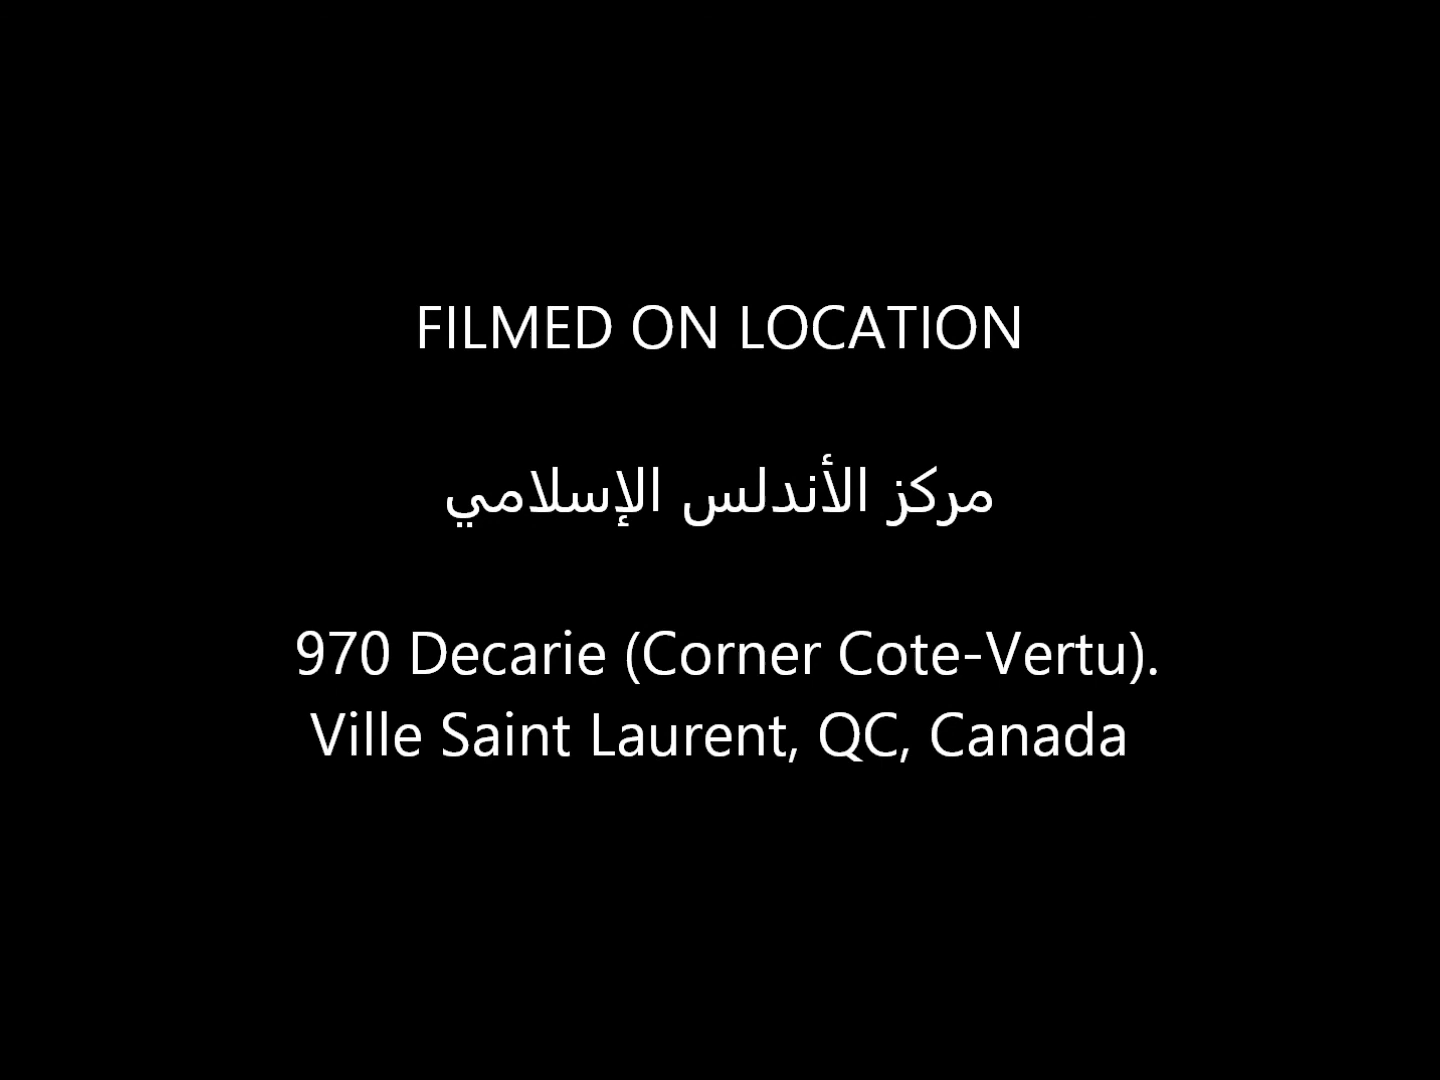 FILMED ON LOCATION
مركز الأندلس الإسلامي
970 Decarie (Corner Cote-Vertu).
Ville Saint Laurent, QC, Canada